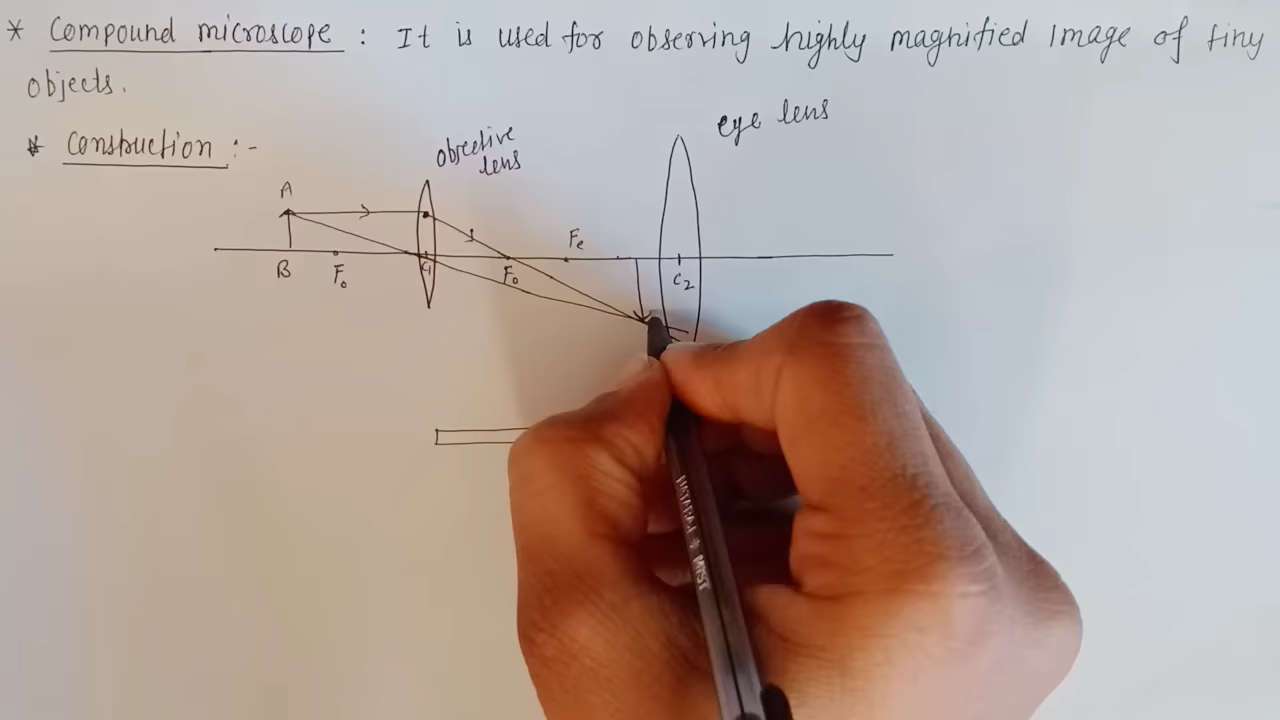 * Compound microscope : It is used for observing highly magnified image of tiny
objects.
* Construction :-
objective
lens
eye lens
A
B
Fo
C1
Fo
Fe
C2